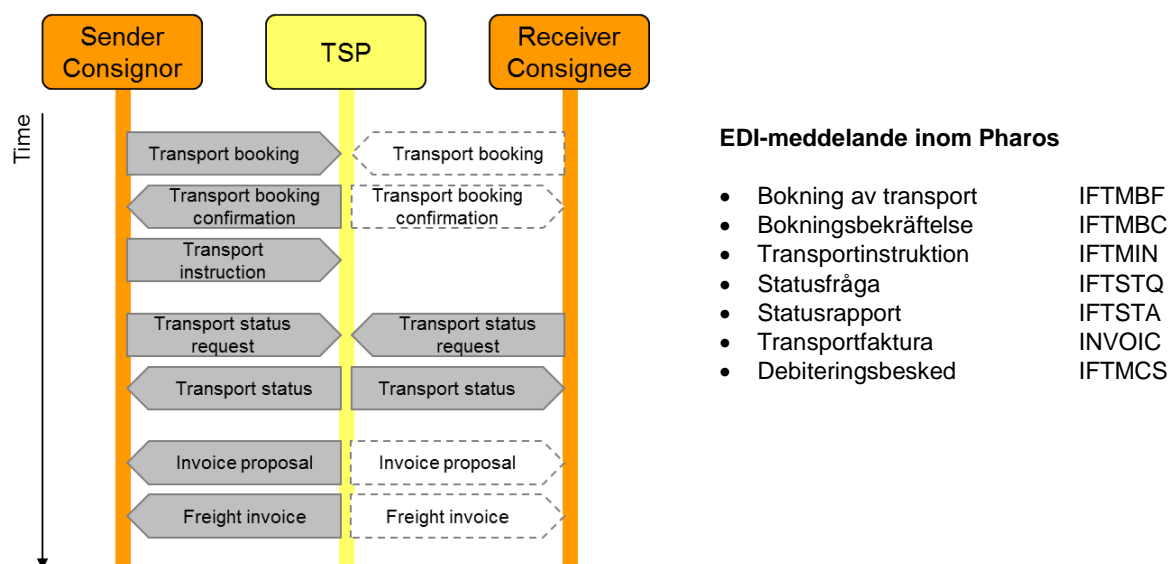 Sender
Consignor
TSP
Receiver
Consignee
Time
Transport booking
Transport booking
Transport booking
confirmation
Transport booking
confirmation
Transport
instruction
Transport status
request
Transport status
request
Transport status
Transport status
Invoice proposal
Invoice proposal
Freight invoice
Freight invoice
EDI-meddelande inom Pharos
• Bokning av transport IFTMBF
• Bokningsbekräftelse IFTMBC
• Transportinstruktion IFTMIN
• Statusfråga IFTSTQ
• Statusrapport IFTSTA
• Transportfaktura INVOIC
• Debiteringsbesked IFTMCS